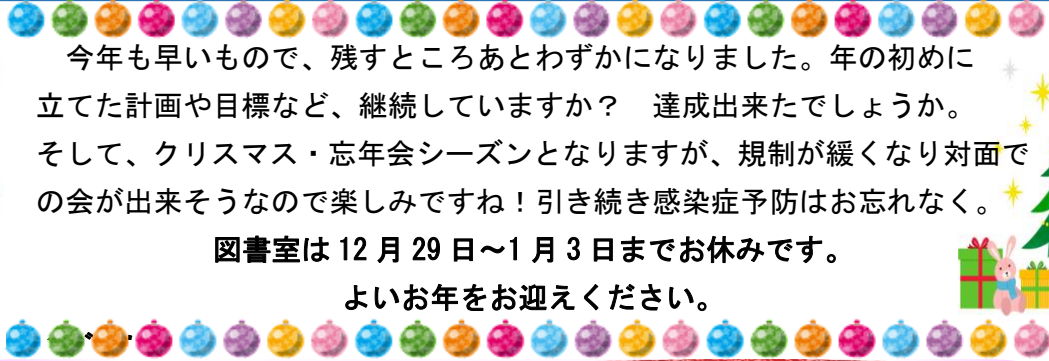 今年も早いもので、残すところあとわずかになりました。年の初めに
立てた計画や目標など、継続していますか？　達成出来たでしょうか。
そして、クリスマス・忘年会シーズンとなりますが、規制が緩くなり対面で
の会が出来そうなので楽しみですね！引き続き感染症予防はお忘れなく。
図書室は 12 月 29 日～1 月 3 日までお休みです。
よいお年をお迎えください。